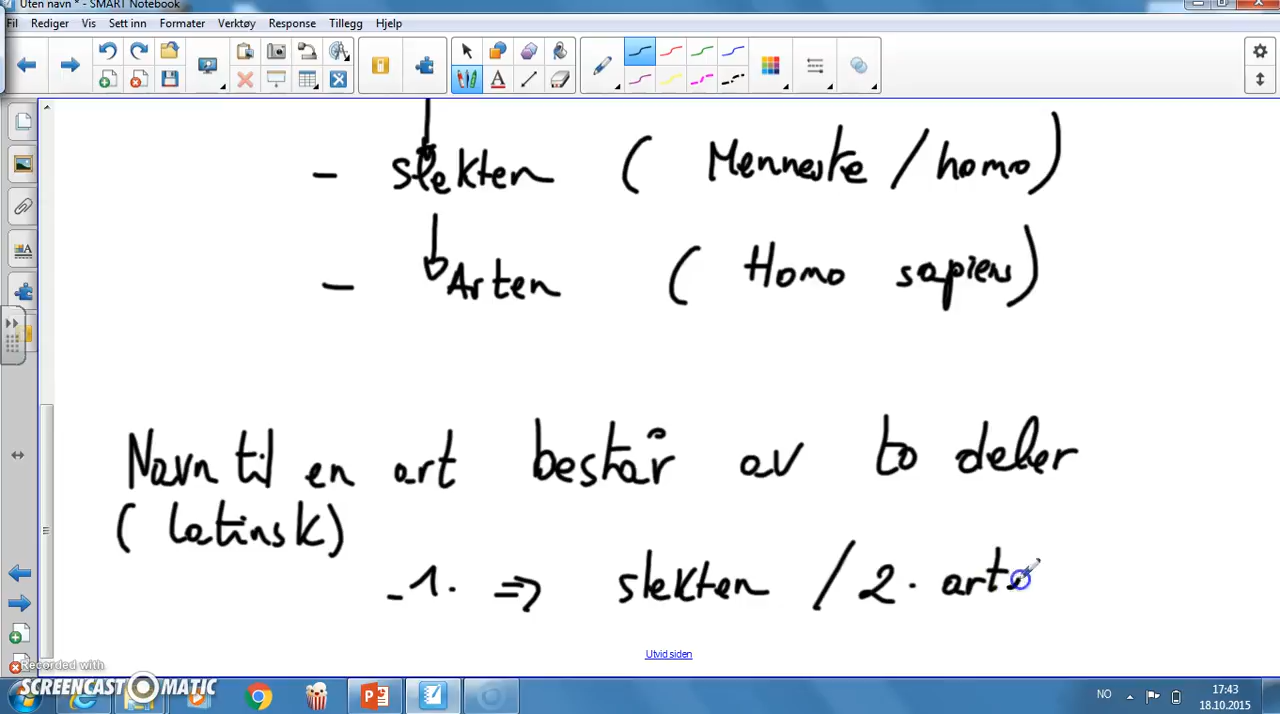 Uten navn * - SMART Notebook
Fil Rediger Vis Sett inn Formater Verktøy Response Tillegg Hjelp
- slekten ( Menneske / homo )
- Arten ( Homo sapiens )
Navn til en art består av to deler
( latinsk )
- 1. => slekten / 2. arts
Utvid siden
Recorded with
SCREENCAST MATIC
NO 17:43
18.10.2015